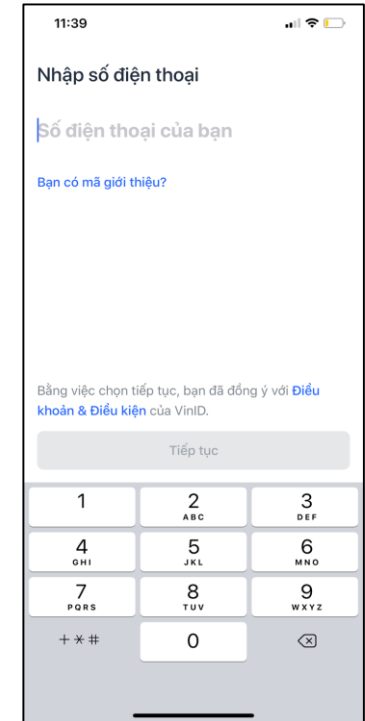 11:39
Nhập số điện thoại
Số điện thoại của bạn
Bạn có mã giới thiệu?
Bằng việc chọn tiếp tục, bạn đã đồng ý với Điều
khoản & Điều kiện của VinID.
Tiếp tục
1 2 3
ABC DEF
4 5 6
GHI JKL MNO
7 8 9
PQRS TUV WXYZ
+*# 0